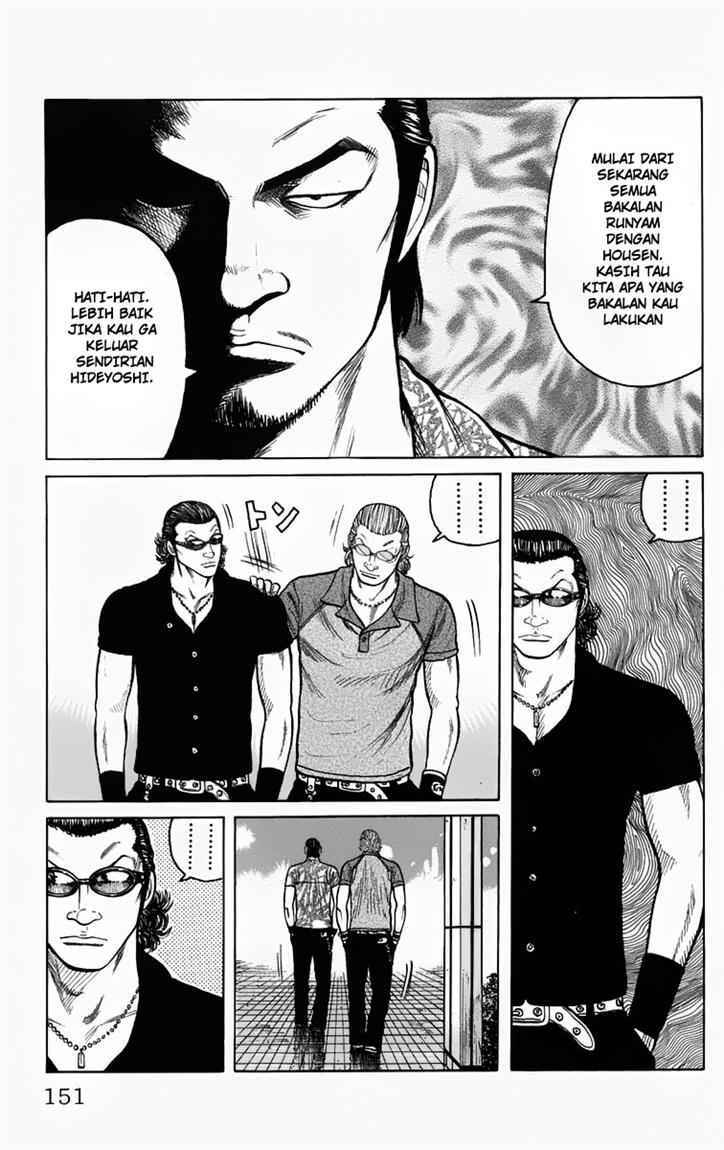 MULAI DARI
SEKARANG
SEMUA
BAKALAN
RUNYAM
DENGAN
HOUSEN.
KASIH TAU
KITA APA YANG
BAKALAN KAU
LAKUKAN
HATI-HATI.
LEBIH BAIK
JIKA KAU GA
KELUAR
SENDIRIAN
HIDEYOSHI.
………
………
トン
………
………
………
………
151